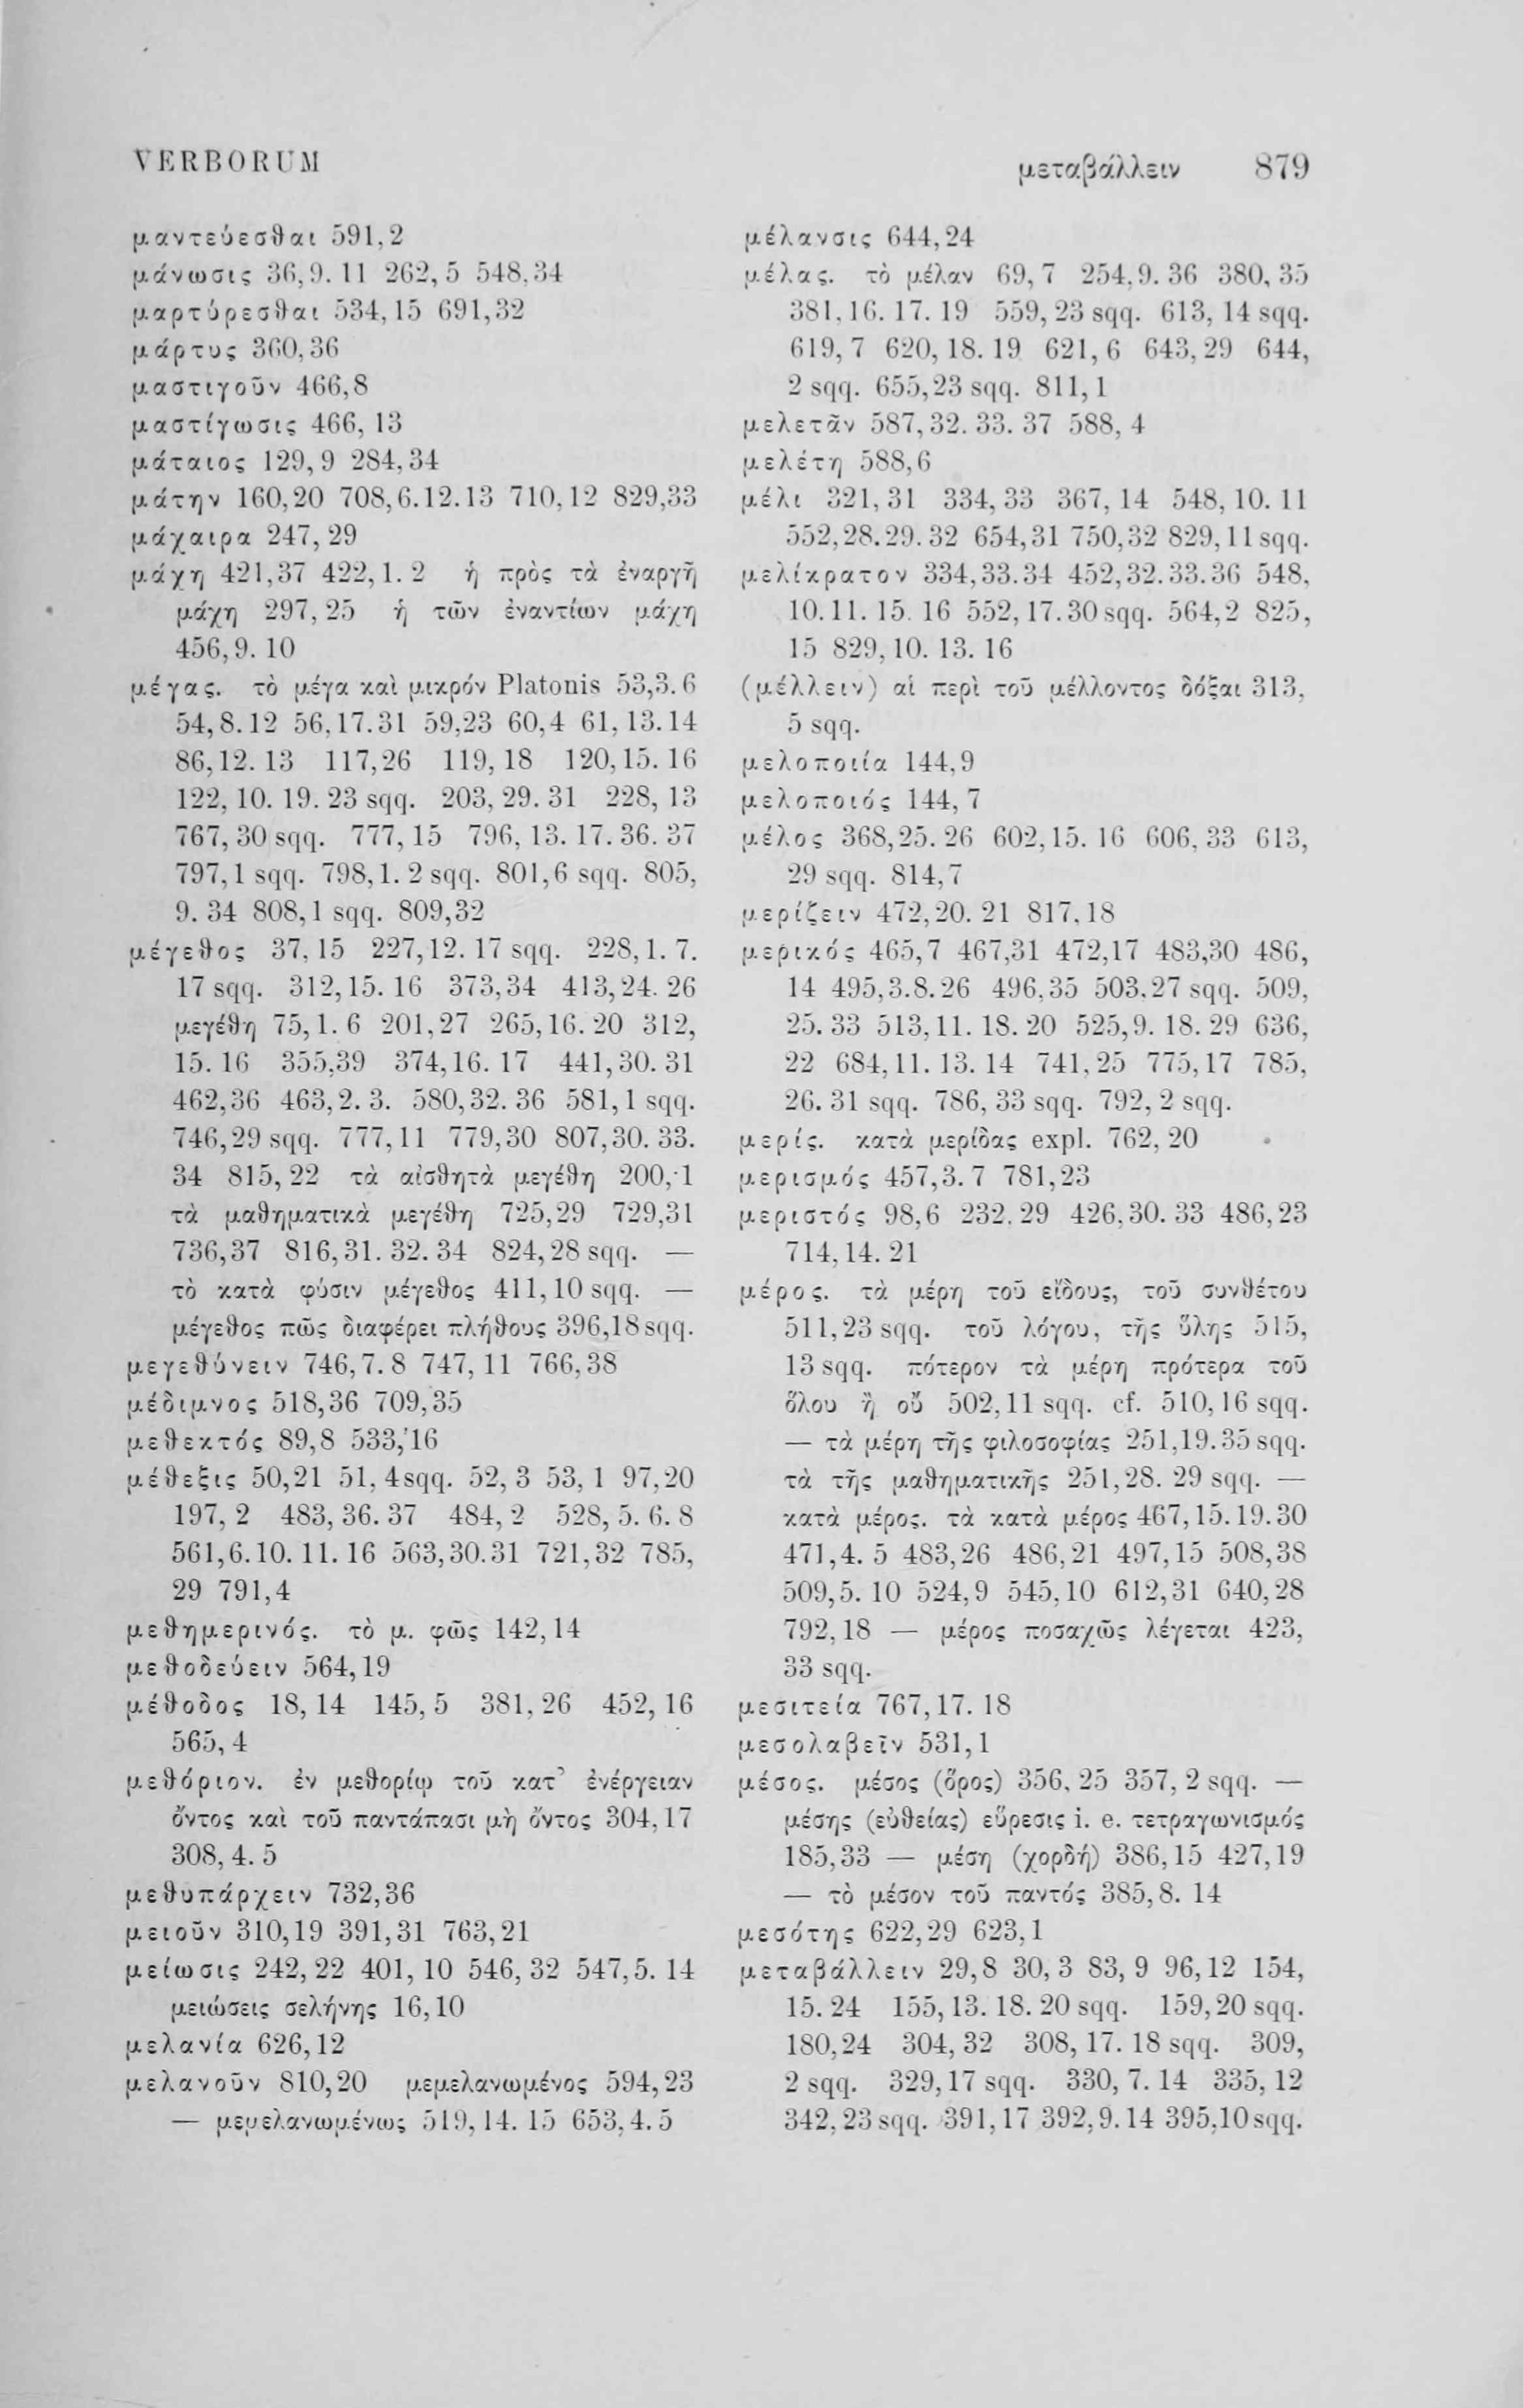 VERBORUM
μεταβάλλειν 879
μαντεύεσθαι 591,2
μάνωσις 36,9. 11 262,5 548,34
μαρτύρεσθαι 534,15 691,32
μάρτυς 360,36
μαστιγοῦν 466,8
μαστίγωσις 466,13
μάταιος 129,9 284,34
μάτην 160,20 708,6.12.13 710,12 829,33
μάχαιρα 247,29
μάχη 421,37 422,1. 2 ἡ πρὸς τὰ ἐναργῆ
μάχη 297,25 ἡ τῶν ἐναντίων μάχη
456,9. 10
μέγας. τὸ μέγα καὶ μικρόν Platonis 53,3. 6
54,8. 12 56,17. 31 59,23 60,4 61,13. 14
86,12. 13 117,26 119,18 120,15. 16
122,10. 19. 23 sqq. 203,29. 31 228,13
767,30 sqq. 777,15 796,13. 17. 36. 37
797,1 sqq. 798,1. 2 sqq. 801,6 sqq. 805,
9. 34 808,1 sqq. 809,32
μέγεθος 37,15 227,12. 17 sqq. 228,1. 7.
17 sqq. 312,15. 16 373,34 413,24. 26
μεγέθη 75,1. 6 201,27 265,16. 20 312,
15. 16 355,39 374,16. 17 441,30. 31
462,36 463,2. 3. 580,32. 36 581,1 sqq.
746,29 sqq. 777,11 779,30 807,30. 33.
34 815,22 τὰ αἰσθητὰ μεγέθη 200,1
τὰ μαθηματικὰ μεγέθη 725,29 729,31
736,37 816,31. 32. 34 824,28 sqq. —
τὸ κατὰ φύσιν μέγεθος 411,10 sqq. —
μέγεθος πῶς διαφέρει πλήθους 396,18 sqq.
μεγεθύνειν 746,7. 8 747,11 766,38
μέδιμνος 518,36 709,35
μεθεκτός 89,8 533,16
μέθεξις 50,21 51,4 sqq. 52,3 53,1 97,20
197,2 483,36. 37 484,2 528,5. 6. 8
561,6. 10. 11. 16 563,30. 31 721,32 785,
29 791,4
μεθημερινός. τὸ μ. φῶς 142,14
μεθοδεύειν 564,19
μέθοδος 18,14 145,5 381,26 452,16
565,4
μεθόριον. ἐν μεθορίῳ τοῦ κατ’ ἐνέργειαν
ὄντος καὶ τοῦ παντάπασι μὴ ὄντος 304,17
308,4. 5
μεθυπάρχειν 732,36
μειοῦν 310,19 391,31 763,21
μείωσις 242,22 401,10 546,32 547,5. 14
μειώσεις σελήνης 16,10
μελανία 626,12
μελανοῦν 810,20 μεμελανωμένος 594,23
— μεμελανωμένως 519,14. 15 653,4. 5
μέλανσις 644,24
μέλας. τὸ μέλαν 69,7 254,9. 36 380,35
381,16. 17. 19 559,23 sqq. 613,14 sqq.
619,7 620,18. 19 621,6 643,29 644,
2 sqq. 655,23 sqq. 811,1
μελετᾶν 587,32. 33. 37 588,4
μελέτη 588,6
μέλι 321,31 334,33 367,14 548,10. 11
552,28. 29. 32 654,31 750,32 829,11 sqq.
μελίκρατον 334,33. 34 452,32. 33. 36 548,
10. 11. 15. 16 552,17. 30 sqq. 564,2 825,
15 829,10. 13. 16
(μέλλειν) αἱ περὶ τοῦ μέλλοντος δόξαι 313,
5 sqq.
μελοποιία 144,9
μελοποιός 144,7
μέλος 368,25. 26 602,15. 16 606,33 613,
29 sqq. 814,7
μερίζειν 472,20. 21 817,18
μερικός 465,7 467,31 472,17 483,30 486,
14 495,3. 8. 26 496,35 503,27 sqq. 509,
25. 33 513,11. 18. 20 525,9. 18. 29 636,
22 684,11. 13. 14 741,25 775,17 785,
26. 31 sqq. 786,33 sqq. 792,2 sqq.
μερίς. κατὰ μερίδας expl. 762,20
μερισμός 457,3. 7 781,23
μεριστός 98,6 232,29 426,30. 33 486,23
714,14. 21
μέρος. τὰ μέρη τοῦ εἴδους, τοῦ συνθέτου
511,23 sqq. τοῦ λόγου, τῆς ὕλης 515,
13 sqq. πότερον τὰ μέρη πρότερα τοῦ
ὅλου ἢ οὔ 502,11 sqq. cf. 510,16 sqq.
— τὰ μέρη τῆς φιλοσοφίας 251,19. 35 sqq.
τὰ τῆς μαθηματικῆς 251,28. 29 sqq. —
κατὰ μέρος. τὰ κατὰ μέρος 467,15. 19. 30
471,4. 5 483,26 486,21 497,15 508,38
509,5. 10 524,9 545,10 612,31 640,28
792,18 — μέρος ποσαχῶς λέγεται 423,
33 sqq.
μεσιτεία 767,17. 18
μεσολαβεῖν 531,1
μέσος. μέσος (ὅρος) 356,25 357,2 sqq. —
μέσης (εὐθείας) εὕρεσις i. e. τετραγωνισμός
185,33 — μέση (χορδή) 386,15 427,19
— τὸ μέσον τοῦ παντός 385,8. 14
μεσότης 622,29 623,1
μεταβάλλειν 29,8 30,3 83,9 96,12 154,
15. 24 155,13. 18. 20 sqq. 159,20 sqq.
180,24 304,32 308,17. 18 sqq. 309,
2 sqq. 329,17 sqq. 330,7. 14 335,12
342,23 sqq. 391,17 392,9. 14 395,10 sqq.